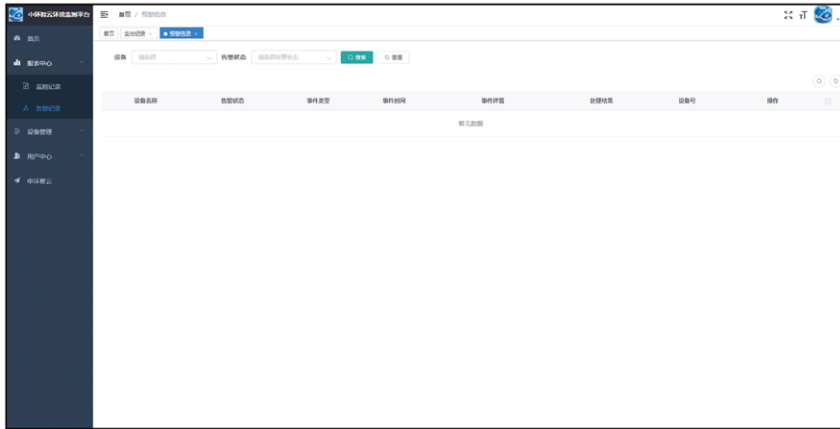 中环智云环境监测平台
首页 / 预警信息
首页 监控记录 × 预警信息 ×
首页
报表中心
监控记录
告警记录
设备管理
用户中心
中环智云
设备 请选择 告警状态 请选择告警状态 搜索 重置
设备名称 告警状态 事件类型 事件时间 事件详情 处理结果 设备号 操作
暂无数据